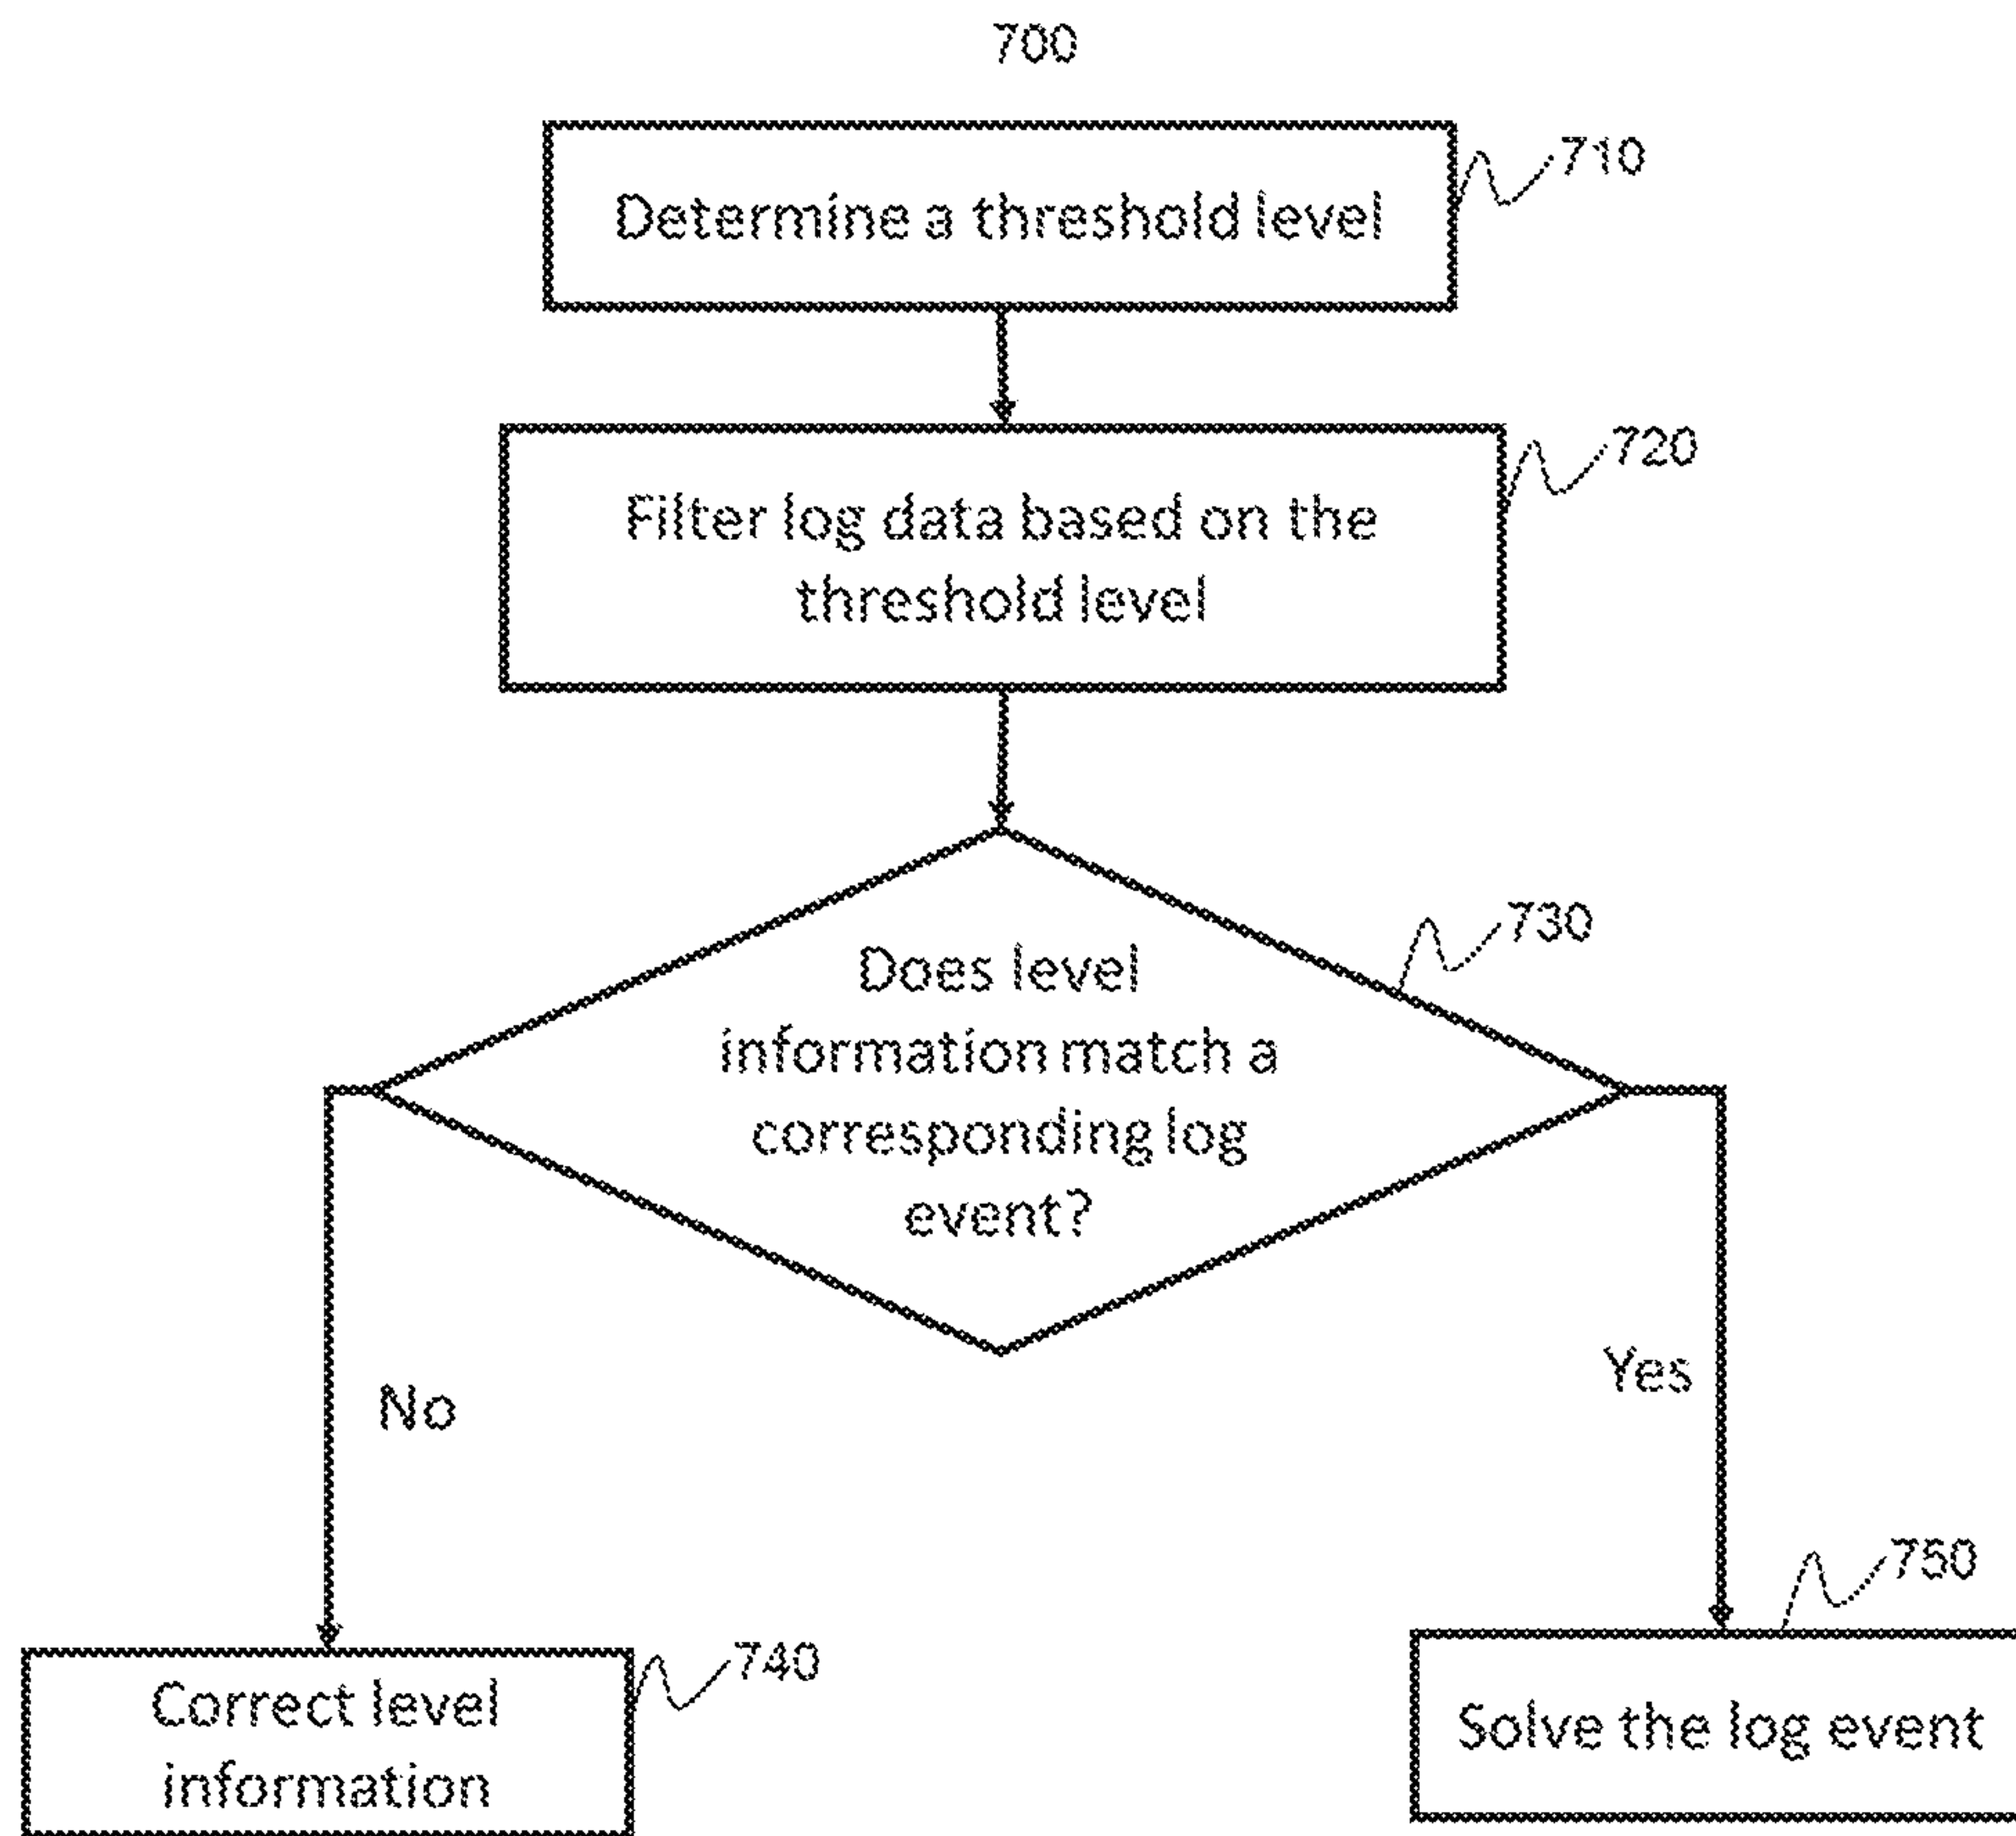 700
Determine a threshold level
710
Filter log data based on the
threshold level
720
Does level
information match a
corresponding log
event?
730
No
Yes
Correct level
information
740
Solve the log event
750